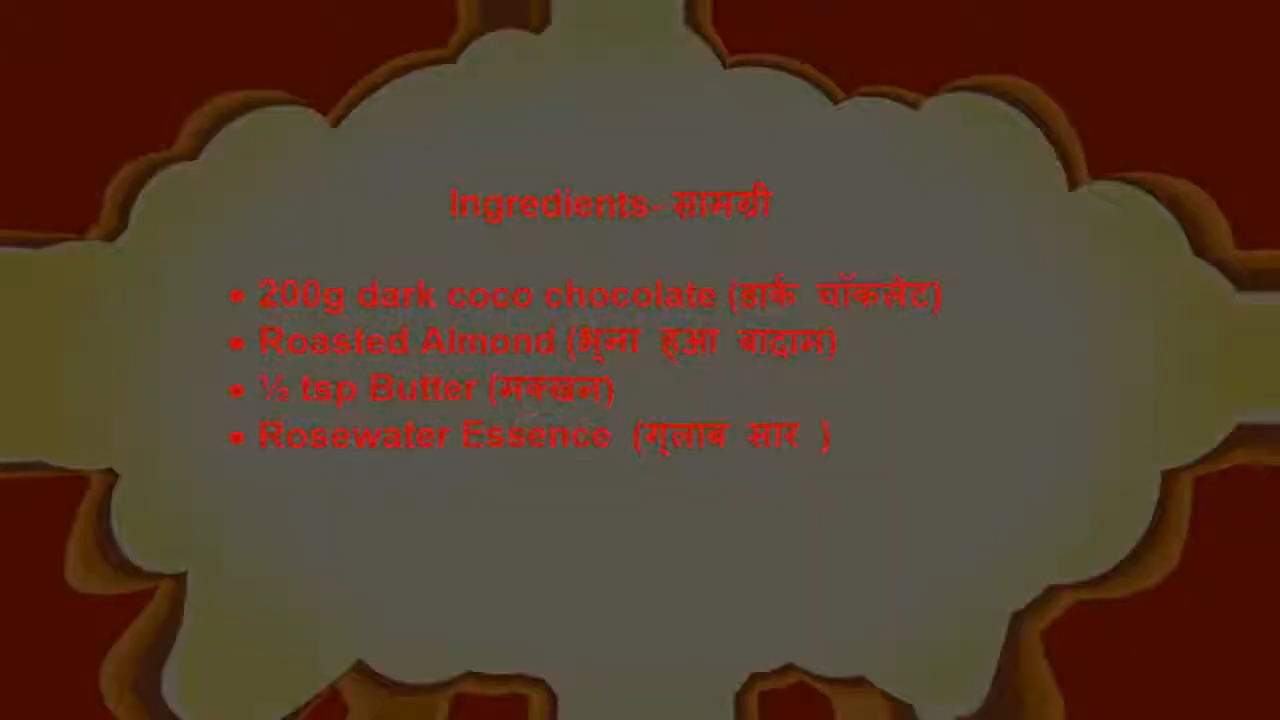 Ingredients- सामग्री
• 200g dark coco chocolate (डार्क चॉकलेट)
• Roasted Almond (भुना हुआ बादाम)
• ½ tsp Butter (मक्खन)
• Rosewater Essence (गुलाब सार )